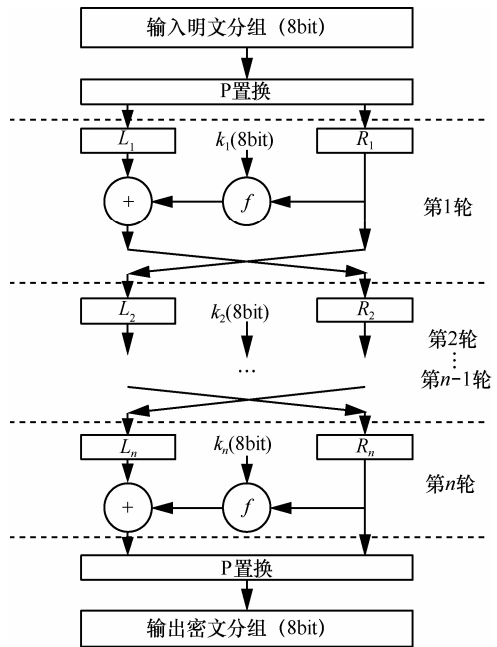 输入明文分组（8bit）
P置换
L₁
k₁(8bit)
R₁
+
f
第1轮
L₂
k₂(8bit)
R₂
…
第2轮
⋮
第n-1轮
Lₙ
kₙ(8bit)
Rₙ
+
f
第n轮
P置换
输出密文分组（8bit）